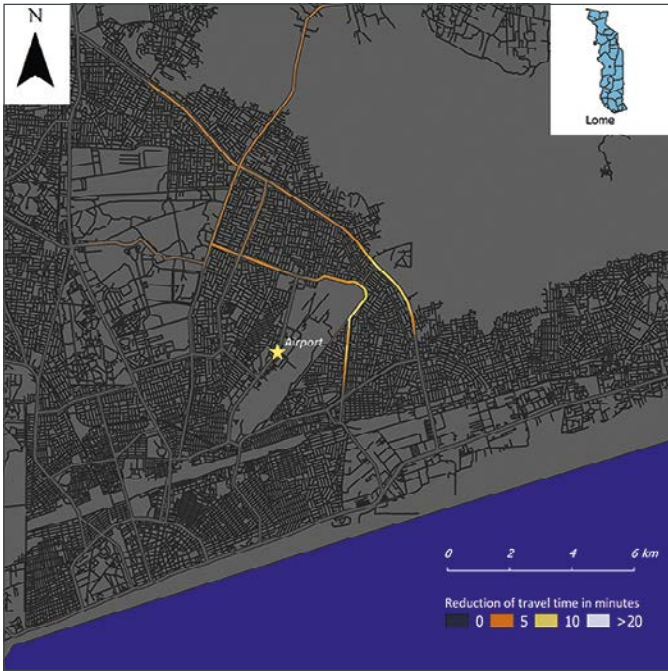 N
Lome
Airport
0 2 4 6 km
Reduction of travel time in minutes
0 5 10 >20